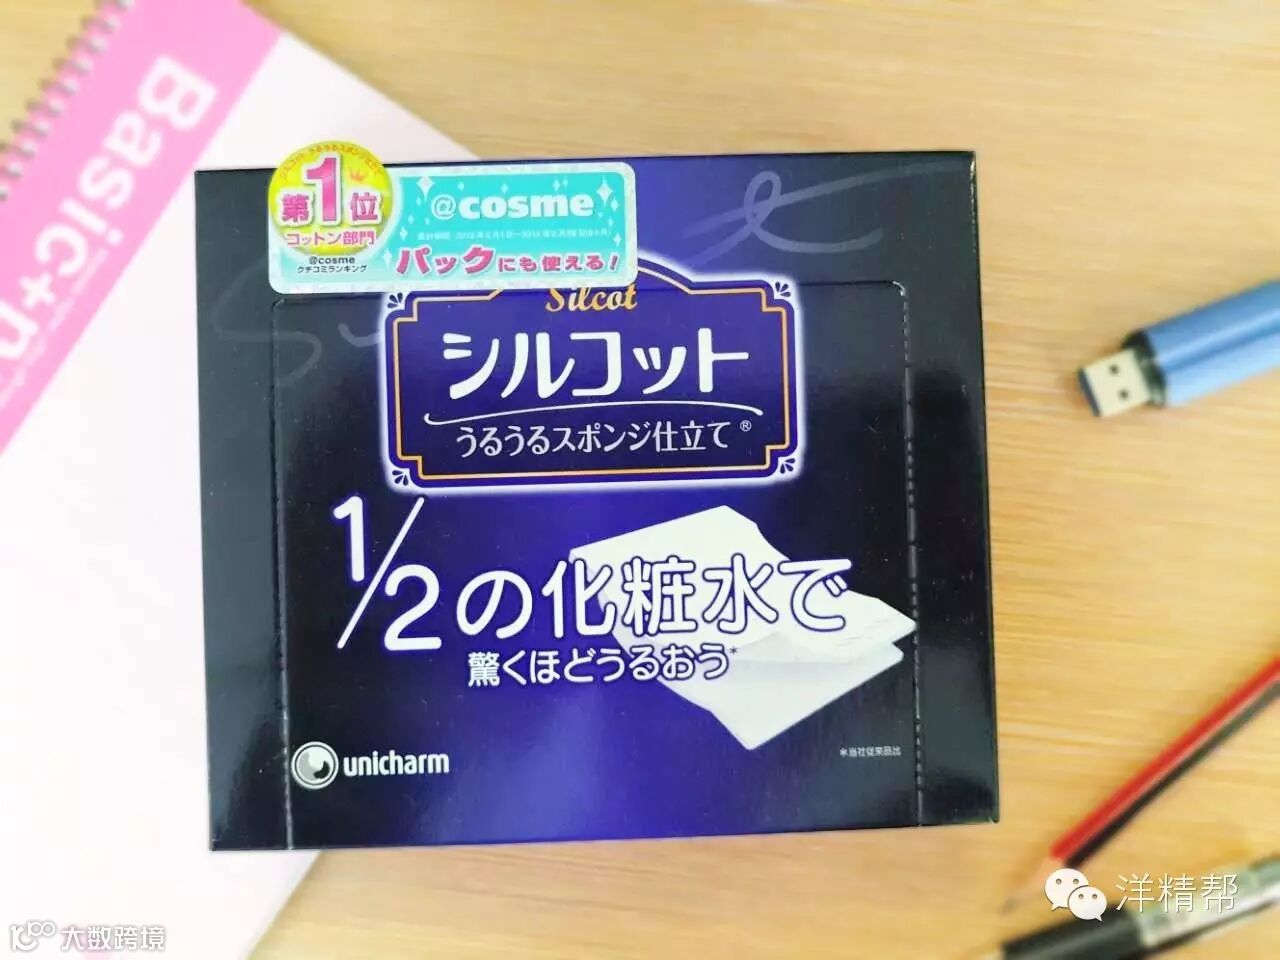 Basic+
第1位
コットン部門
@cosme
クチコミランキング
@cosme
パックにも使える!
Silcot
シルコット
うるうるスポンジ仕立て®
1/2の化粧水で
驚くほどうるおう*
*当社従来品比
unicharm
洋精帮
大数跨境